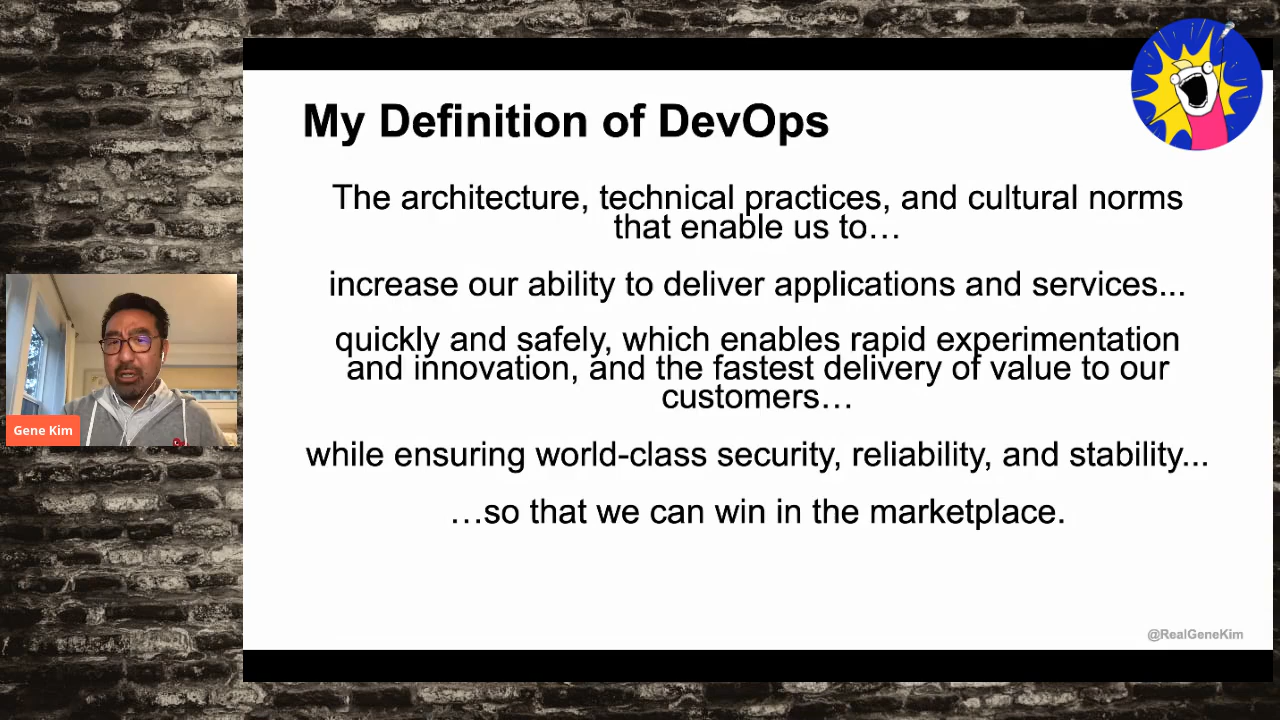 My Definition of DevOps
The architecture, technical practices, and cultural norms
that enable us to…
increase our ability to deliver applications and services...
quickly and safely, which enables rapid experimentation
and innovation, and the fastest delivery of value to our
customers…
while ensuring world-class security, reliability, and stability...
…so that we can win in the marketplace.
Gene Kim
@RealGeneKim